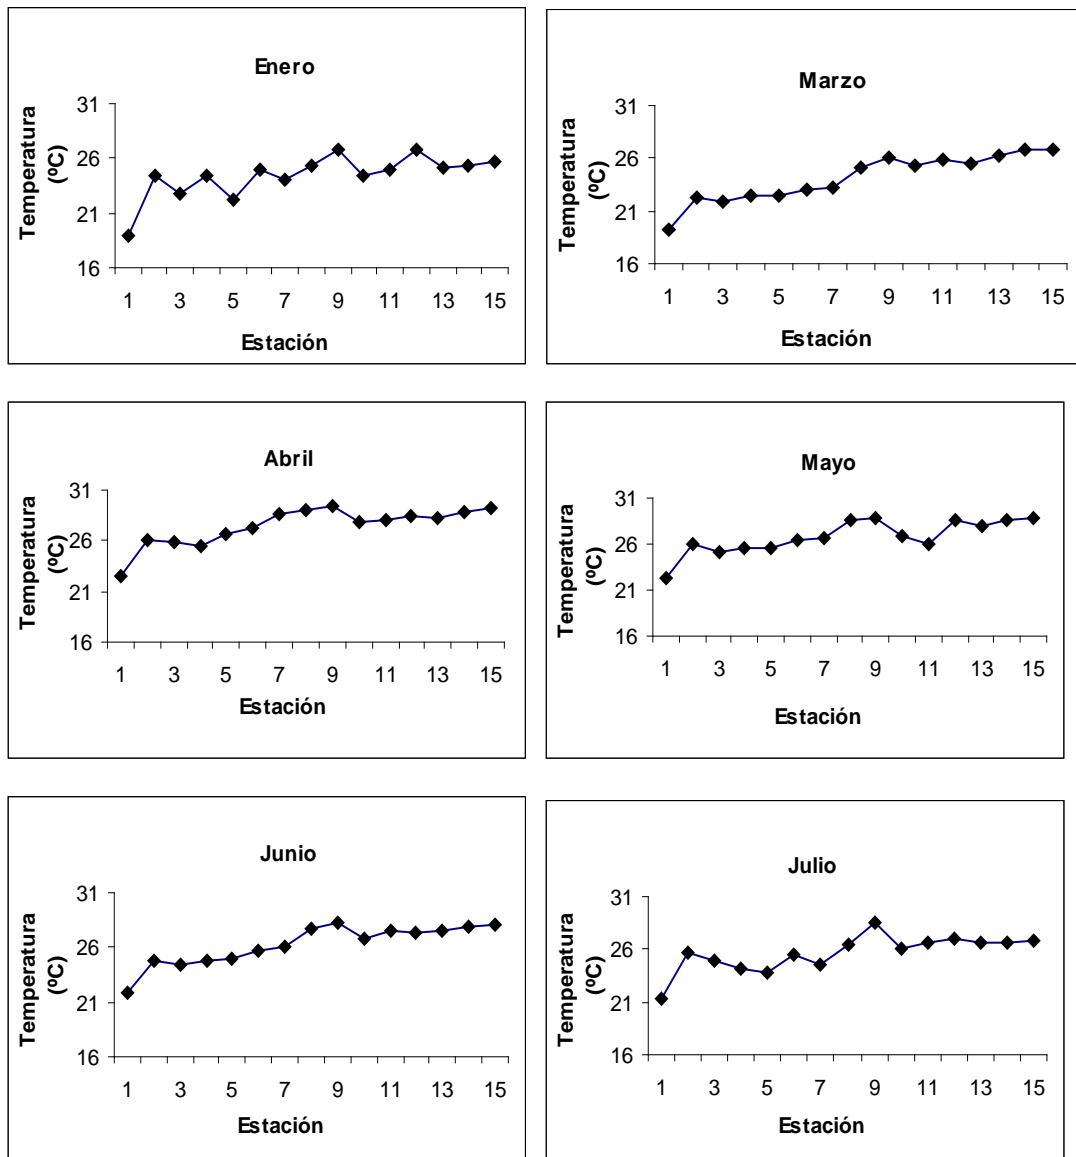 Enero
Temperatura
(ºC)
31
26
21
16
1 3 5 7 9 11 13 15
Estación
Marzo
Temperatura
(ºC)
31
26
21
16
1 3 5 7 9 11 13 15
Estación
Abril
Temperatura
(ºC)
31
26
21
16
1 3 5 7 9 11 13 15
Estación
Mayo
Temperatura
(ºC)
31
26
21
16
1 3 5 7 9 11 13 15
Estación
Junio
Temperatura
(ºC)
31
26
21
16
1 3 5 7 9 11 13 15
Estación
Julio
Temperatura
(ºC)
31
26
21
16
1 3 5 7 9 11 13 15
Estación